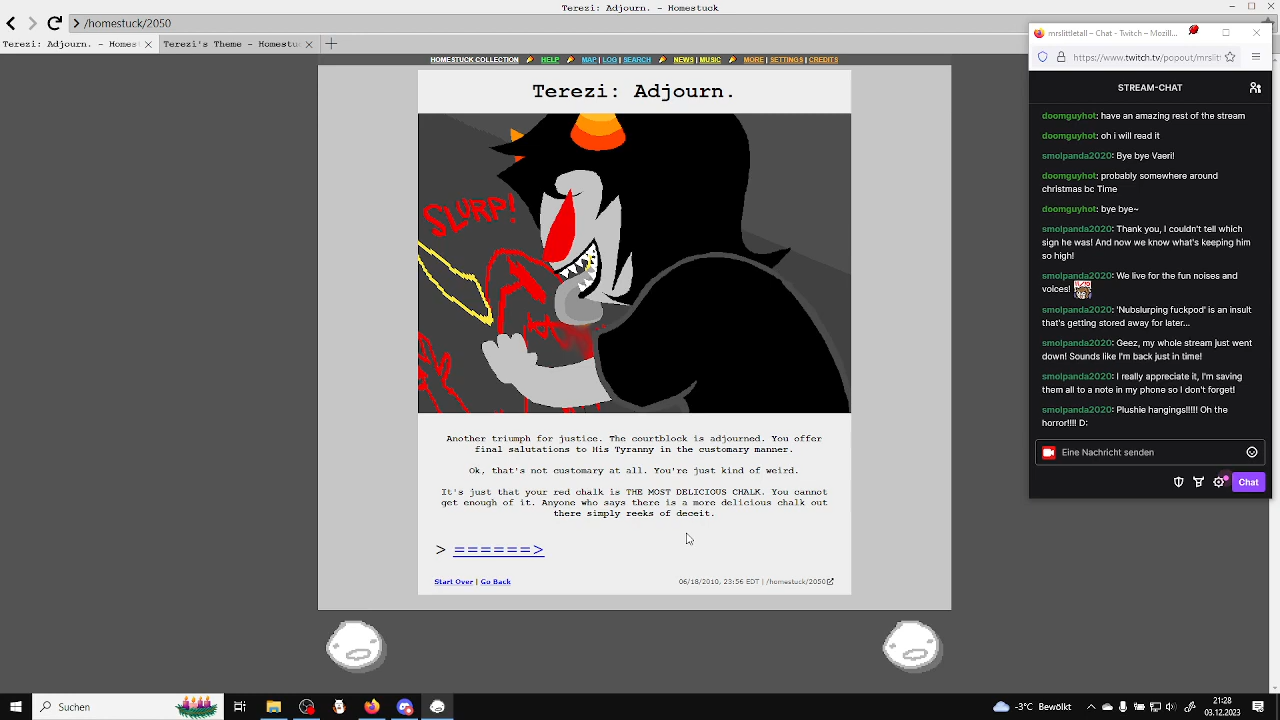 Terezi: Adjourn. - Homestuck
> /homestuck/2050
Terezi: Adjourn. - Homes
Terezi's Theme - Homestu
HOMESTUCK COLLECTION HELP MAP | LOG | SEARCH NEWS | MUSIC MORE | SETTINGS | CREDITS
Terezi: Adjourn.
SLURP!
Another triumph for justice. The courtblock is adjourned. You offer
final salutations to His Tyranny in the customary manner.
Ok, that's not customary at all. You're just kind of weird.
It's just that your red chalk is THE MOST DELICIOUS CHALK. You cannot
get enough of it. Anyone who says there is a more delicious chalk out
there simply reeks of deceit.
> ======>
Start Over | Go Back
06/18/2010, 23:56 EDT | /homestuck/2050
mrslittletall – Chat - Twitch – Mozill...
https://www.twitch.tv/popout/mrslit
STREAM-CHAT
doomguyhot: have an amazing rest of the stream
doomguyhot: oh i will read it
smolpanda2020: Bye bye Vaeri!
doomguyhot: probably somewhere around
christmas bc Time
doomguyhot: bye bye~
smolpanda2020: Thank you, I couldn't tell which
sign he was! And now we know what's keeping him
so high!
smolpanda2020: We live for the fun noises and
voices!
smolpanda2020: 'Nubslurping fuckpod' is an insult
that's getting stored away for later...
smolpanda2020: Geez, my whole stream just went
down! Sounds like I'm back just in time!
smolpanda2020: I really appreciate it, I'm saving
them all to a note in my phone so I don't forget!
smolpanda2020: Plushie hangings!!!!! Oh the
horror!!!! D:
Eine Nachricht senden
Chat
Suchen
-3°C Bewölkt
21:28
03.12.2023